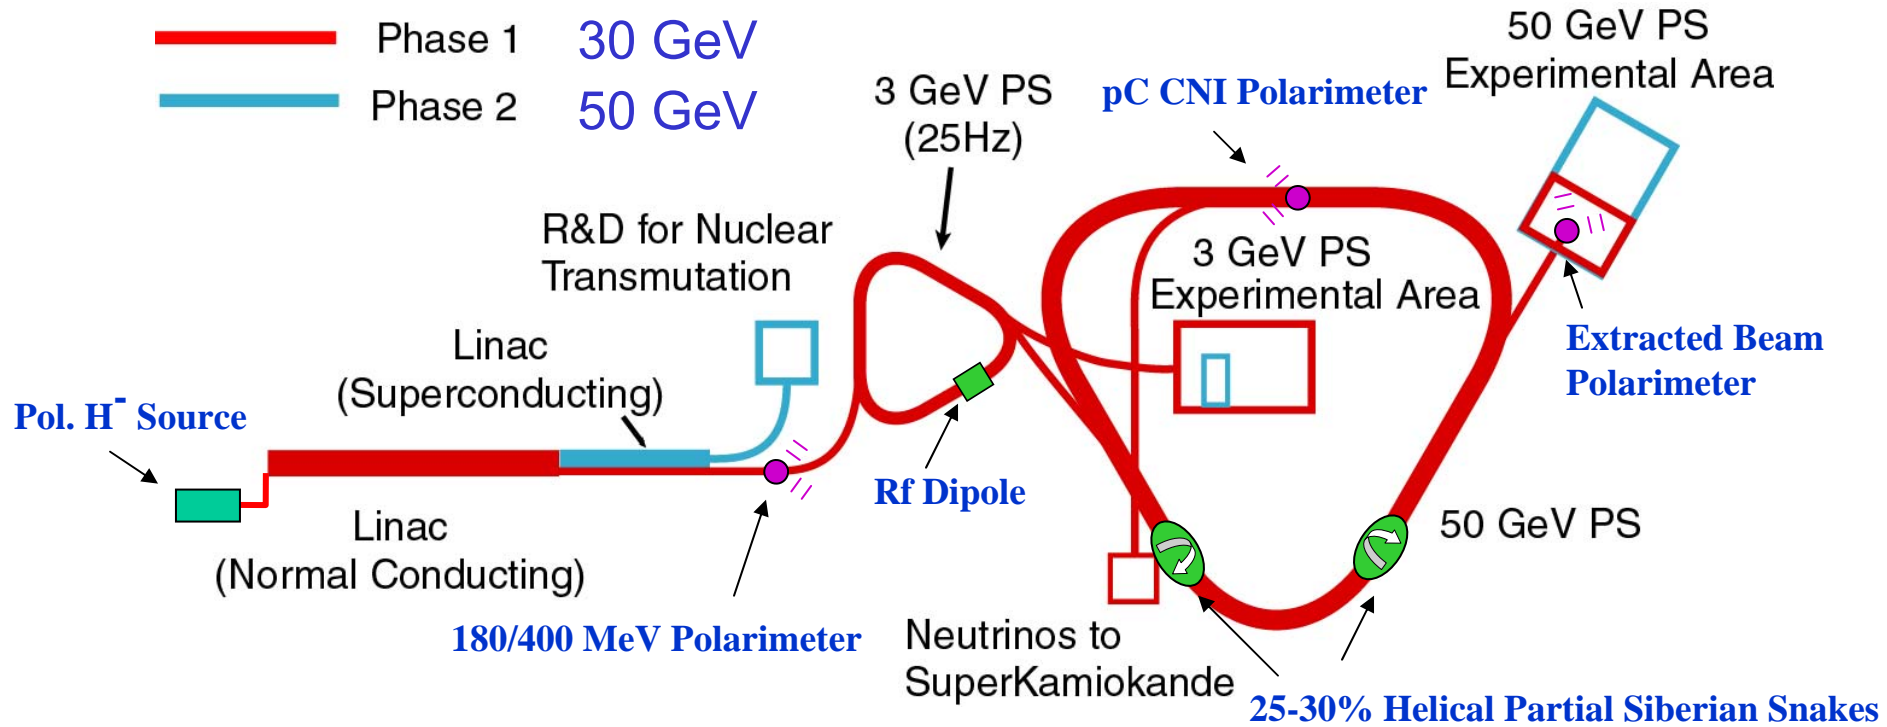 Phase 1 30 GeV
Phase 2 50 GeV
3 GeV PS
(25Hz)
pC CNI Polarimeter
50 GeV PS
Experimental Area
R&D for Nuclear
Transmutation
3 GeV PS
Experimental Area
Linac
(Superconducting)
Extracted Beam
Polarimeter
Pol. H⁻ Source
Rf Dipole
Linac
(Normal Conducting)
50 GeV PS
180/400 MeV Polarimeter
Neutrinos to
SuperKamiokande
25-30% Helical Partial Siberian Snakes